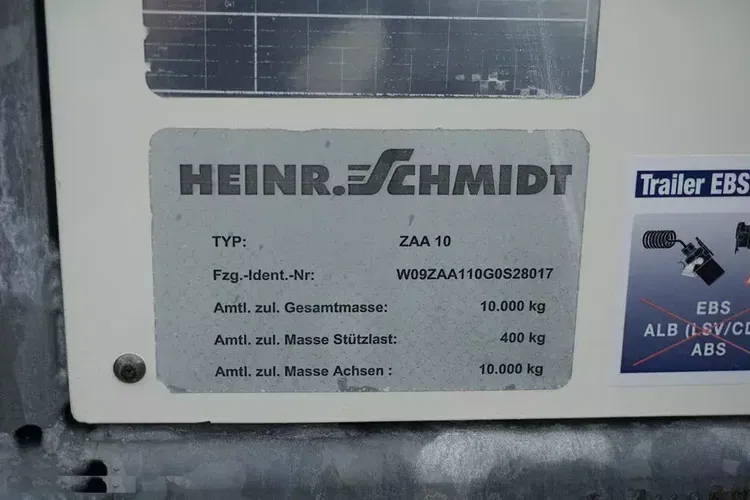 HEINR. SCHMIDT
TYP: ZAA 10
Fzg.-Ident.-Nr: W09ZAA110G0S28017
Amtl. zul. Gesamtmasse: 10.000 kg
Amtl. zul. Masse Stützlast: 400 kg
Amtl. zul. Masse Achsen : 10.000 kg
Trailer EBS
EBS
ALB (LSV/CD
ABS